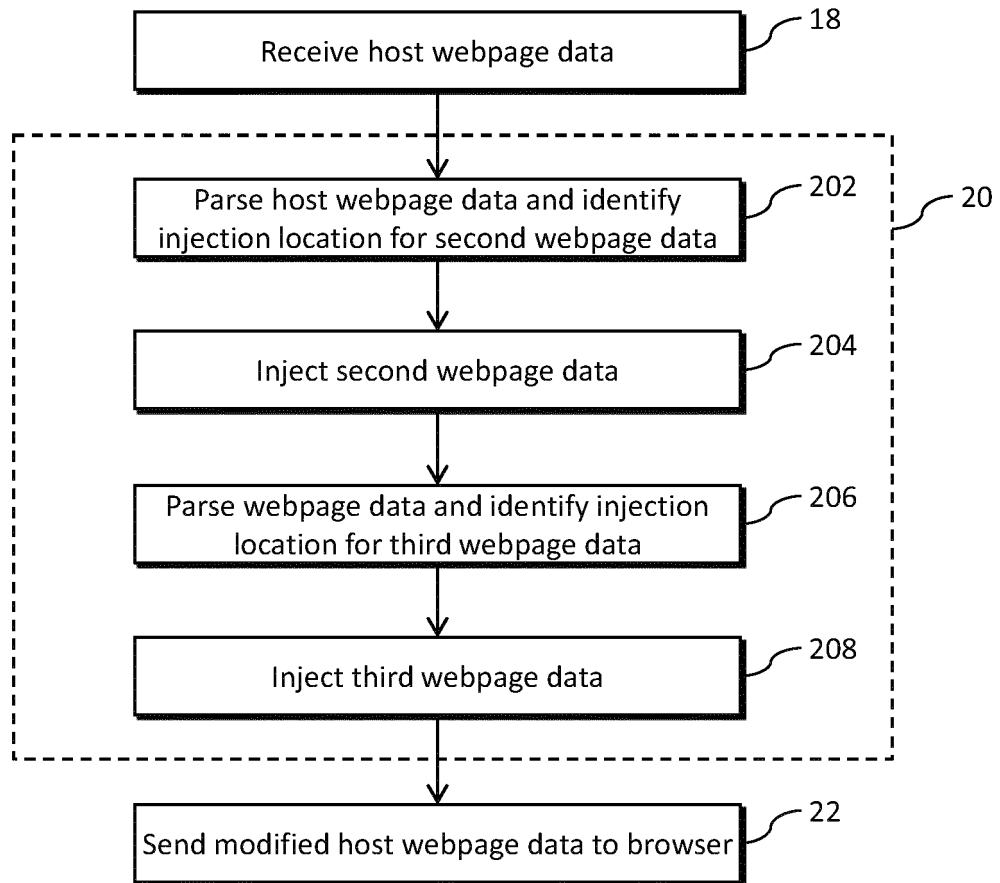 Receive host webpage data
18
Parse host webpage data and identify
injection location for second webpage data
202
20
Inject second webpage data
204
Parse webpage data and identify injection
location for third webpage data
206
Inject third webpage data
208
Send modified host webpage data to browser
22